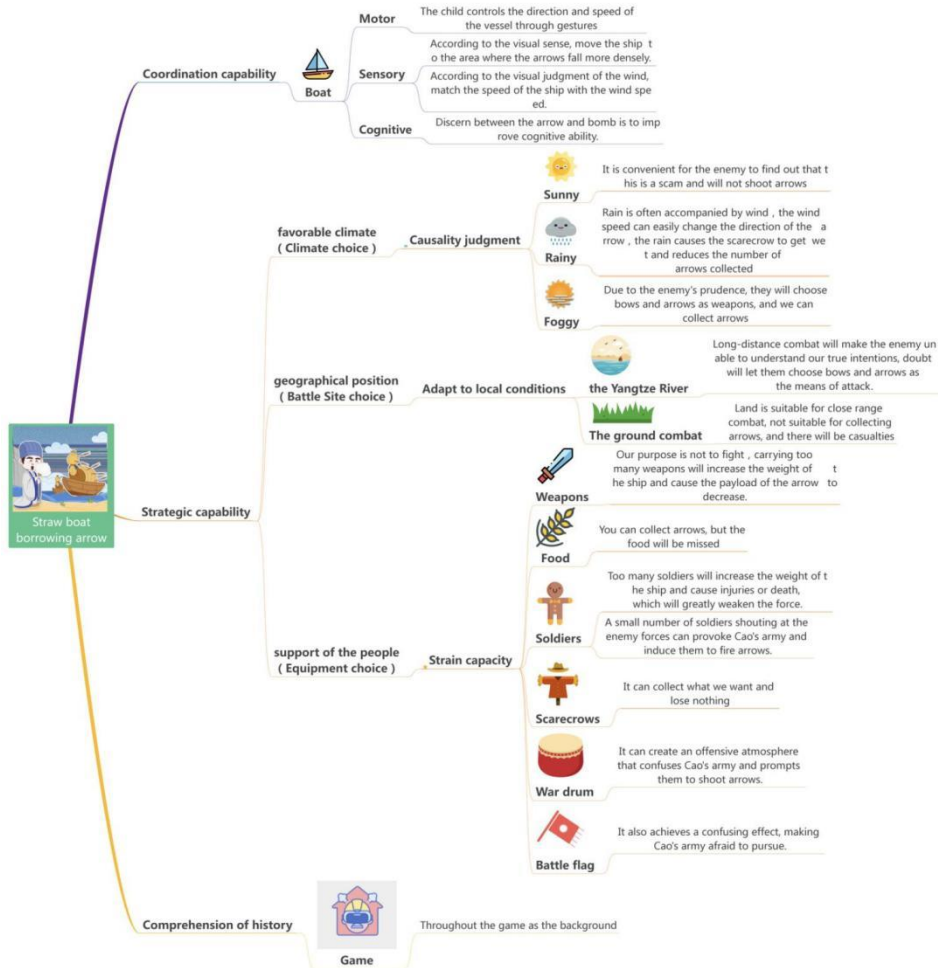 Straw boat
borrowing arrow
Coordination capability
Boat
Motor
The child controls the direction and speed of
the vessel through gestures
Sensory
According to the visual sense, move the ship t
o the area where the arrows fall more densely.
According to the visual judgment of the wind,
match the speed of the ship with the wind spe
ed.
Cognitive
Discern between the arrow and bomb is to imp
rove cognitive ability.
Strategic capability
favorable climate
( Climate choice )
Causality judgment
Sunny
It is convenient for the enemy to find out that t
his is a scam and will not shoot arrows
Rainy
Rain is often accompanied by wind , the wind
speed can easily change the direction of the a
rrow , the rain causes the scarecrow to get we
t and reduces the number of
arrows collected
Foggy
Due to the enemy's prudence, they will choose
bows and arrows as weapons, and we can
collect arrows
geographical position
( Battle Site choice )
Adapt to local conditions
the Yangtze River
Long-distance combat will make the enemy un
able to understand our true intentions, doubt
will let them choose bows and arrows as
the means of attack.
The ground combat
Land is suitable for close range
combat, not suitable for collecting
arrows, and there will be casualties
support of the people
( Equipment choice )
Strain capacity
Weapons
Our purpose is not to fight , carrying too
many weapons will increase the weight of t
he ship and cause the payload of the arrow to
decrease.
Food
You can collect arrows, but the
food will be missed
Soldiers
Too many soldiers will increase the weight of t
he ship and cause injuries or death,
which will greatly weaken the force.
A small number of soldiers shouting at the
enemy forces can provoke Cao's army and
induce them to fire arrows.
Scarecrows
It can collect what we want and
lose nothing
War drum
It can create an offensive atmosphere
that confuses Cao's army and prompts
them to shoot arrows.
Battle flag
It also achieves a confusing effect, making
Cao's army afraid to pursue.
Comprehension of history
Game
Throughout the game as the background